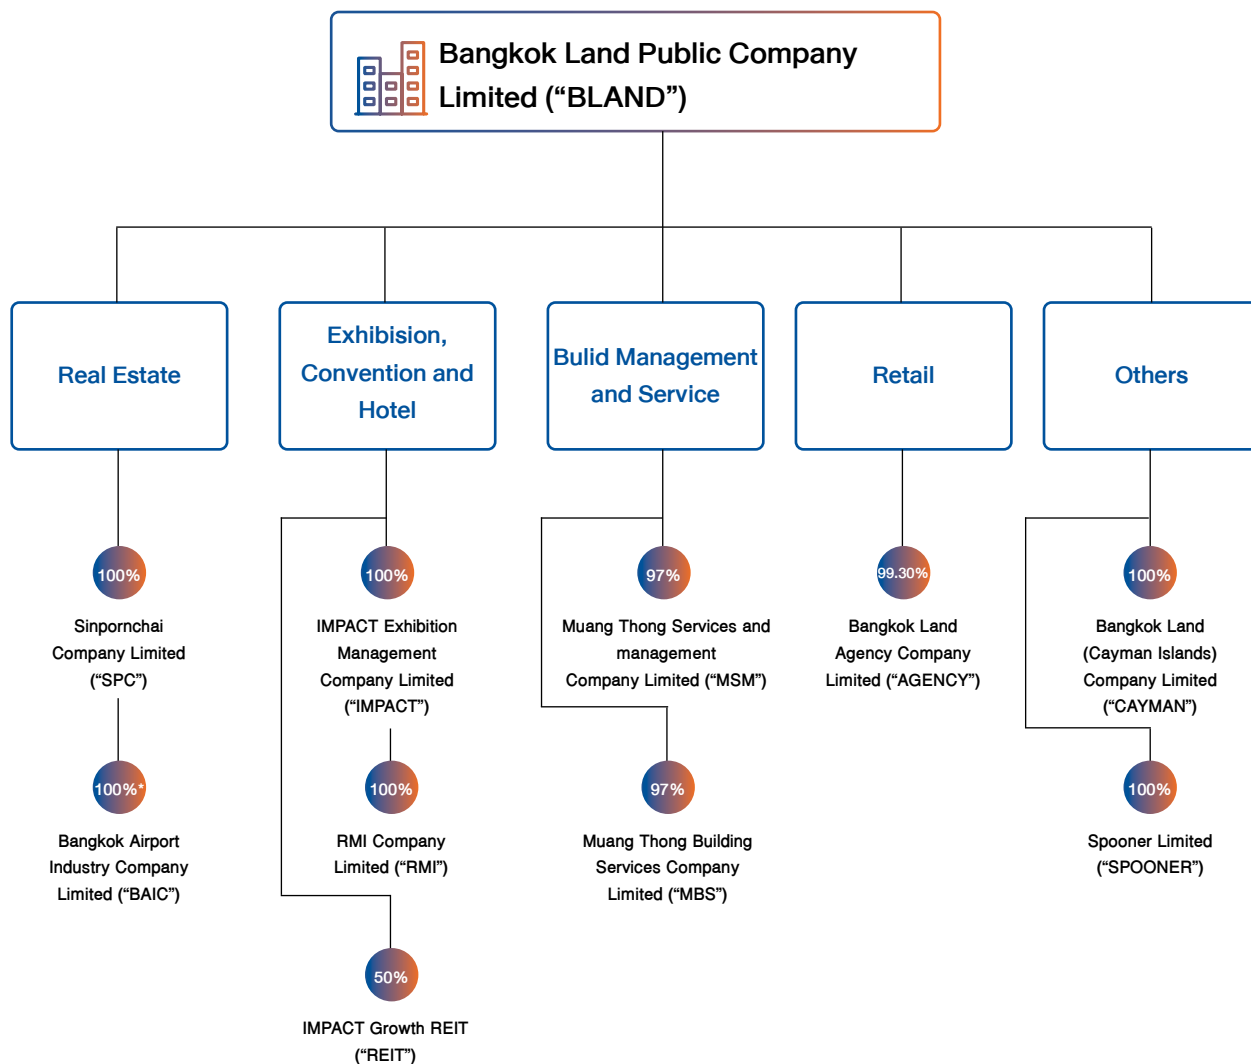 Bangkok Land Public Company
Limited (“BLAND”)
Real Estate
Exhibision,
Convention and
Hotel
Bulid Management
and Service
Retail
Others
100%
Sinpornchai
Company Limited
(“SPC”)
100%*
Bangkok Airport
Industry Company
Limited (“BAIC”)
100%
IMPACT Exhibition
Management
Company Limited
(“IMPACT”)
100%
RMI Company
Limited (“RMI”)
50%
IMPACT Growth REIT
(“REIT”)
97%
Muang Thong Services and
management
Company Limited (“MSM”)
97%
Muang Thong Building
Services Company
Limited (“MBS”)
99.30%
Bangkok Land
Agency Company
Limited (“AGENCY”)
100%
Bangkok Land
(Cayman Islands)
Company Limited
(“CAYMAN”)
100%
Spooner Limited
(“SPOONER”)